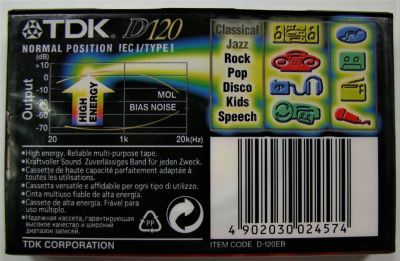 TDK D120
NORMAL POSITION IEC I/TYPE I
(dB)
+10
0
-50
-60
-70
Output
HIGH ENERGY
MOL
BIAS NOISE
20 1k 20k(Hz)
Classical
Jazz
Rock
Pop
Disco
Kids
Speech
• High energy. Reliable multi-purpose tape.
• Kraftvoller Sound. Zuverlässiges Band für jeden Zweck.
• Cassette de haute capacité parfaitement adaptée à toutes les utilisations.
• Cassetta versatile e affidabile per ogni tipo di utilizzo.
• Cinta multiuso fiable de alta energía.
• Cassete de alta energia. Fiável para uso múltiplo.
• Надежная кассета, гарантирующая высокое качество и широкий диапазон записи
PP
TDK CORPORATION
4 902030 024574
ITEM CODE D-120EB